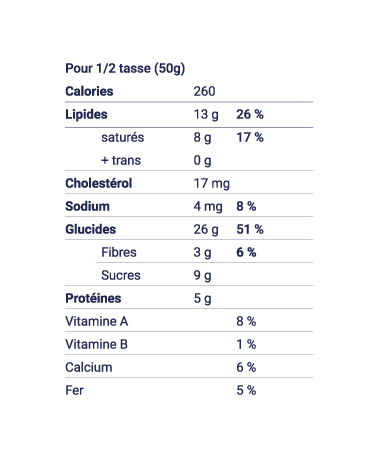 Pour 1/2 tasse (50g)
Calories 260
Lipides 13 g 26 %
saturés 8 g 17 %
+ trans 0 g
Cholestérol 17 mg
Sodium 4 mg 8 %
Glucides 26 g 51 %
Fibres 3 g 6 %
Sucres 9 g
Protéines 5 g
Vitamine A 8 %
Vitamine B 1 %
Calcium 6 %
Fer 5 %